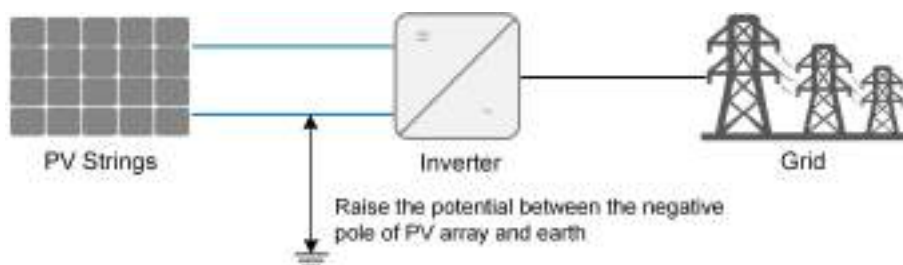 PV Strings
Inverter
Grid
Raise the potential between the negative
pole of PV array and earth